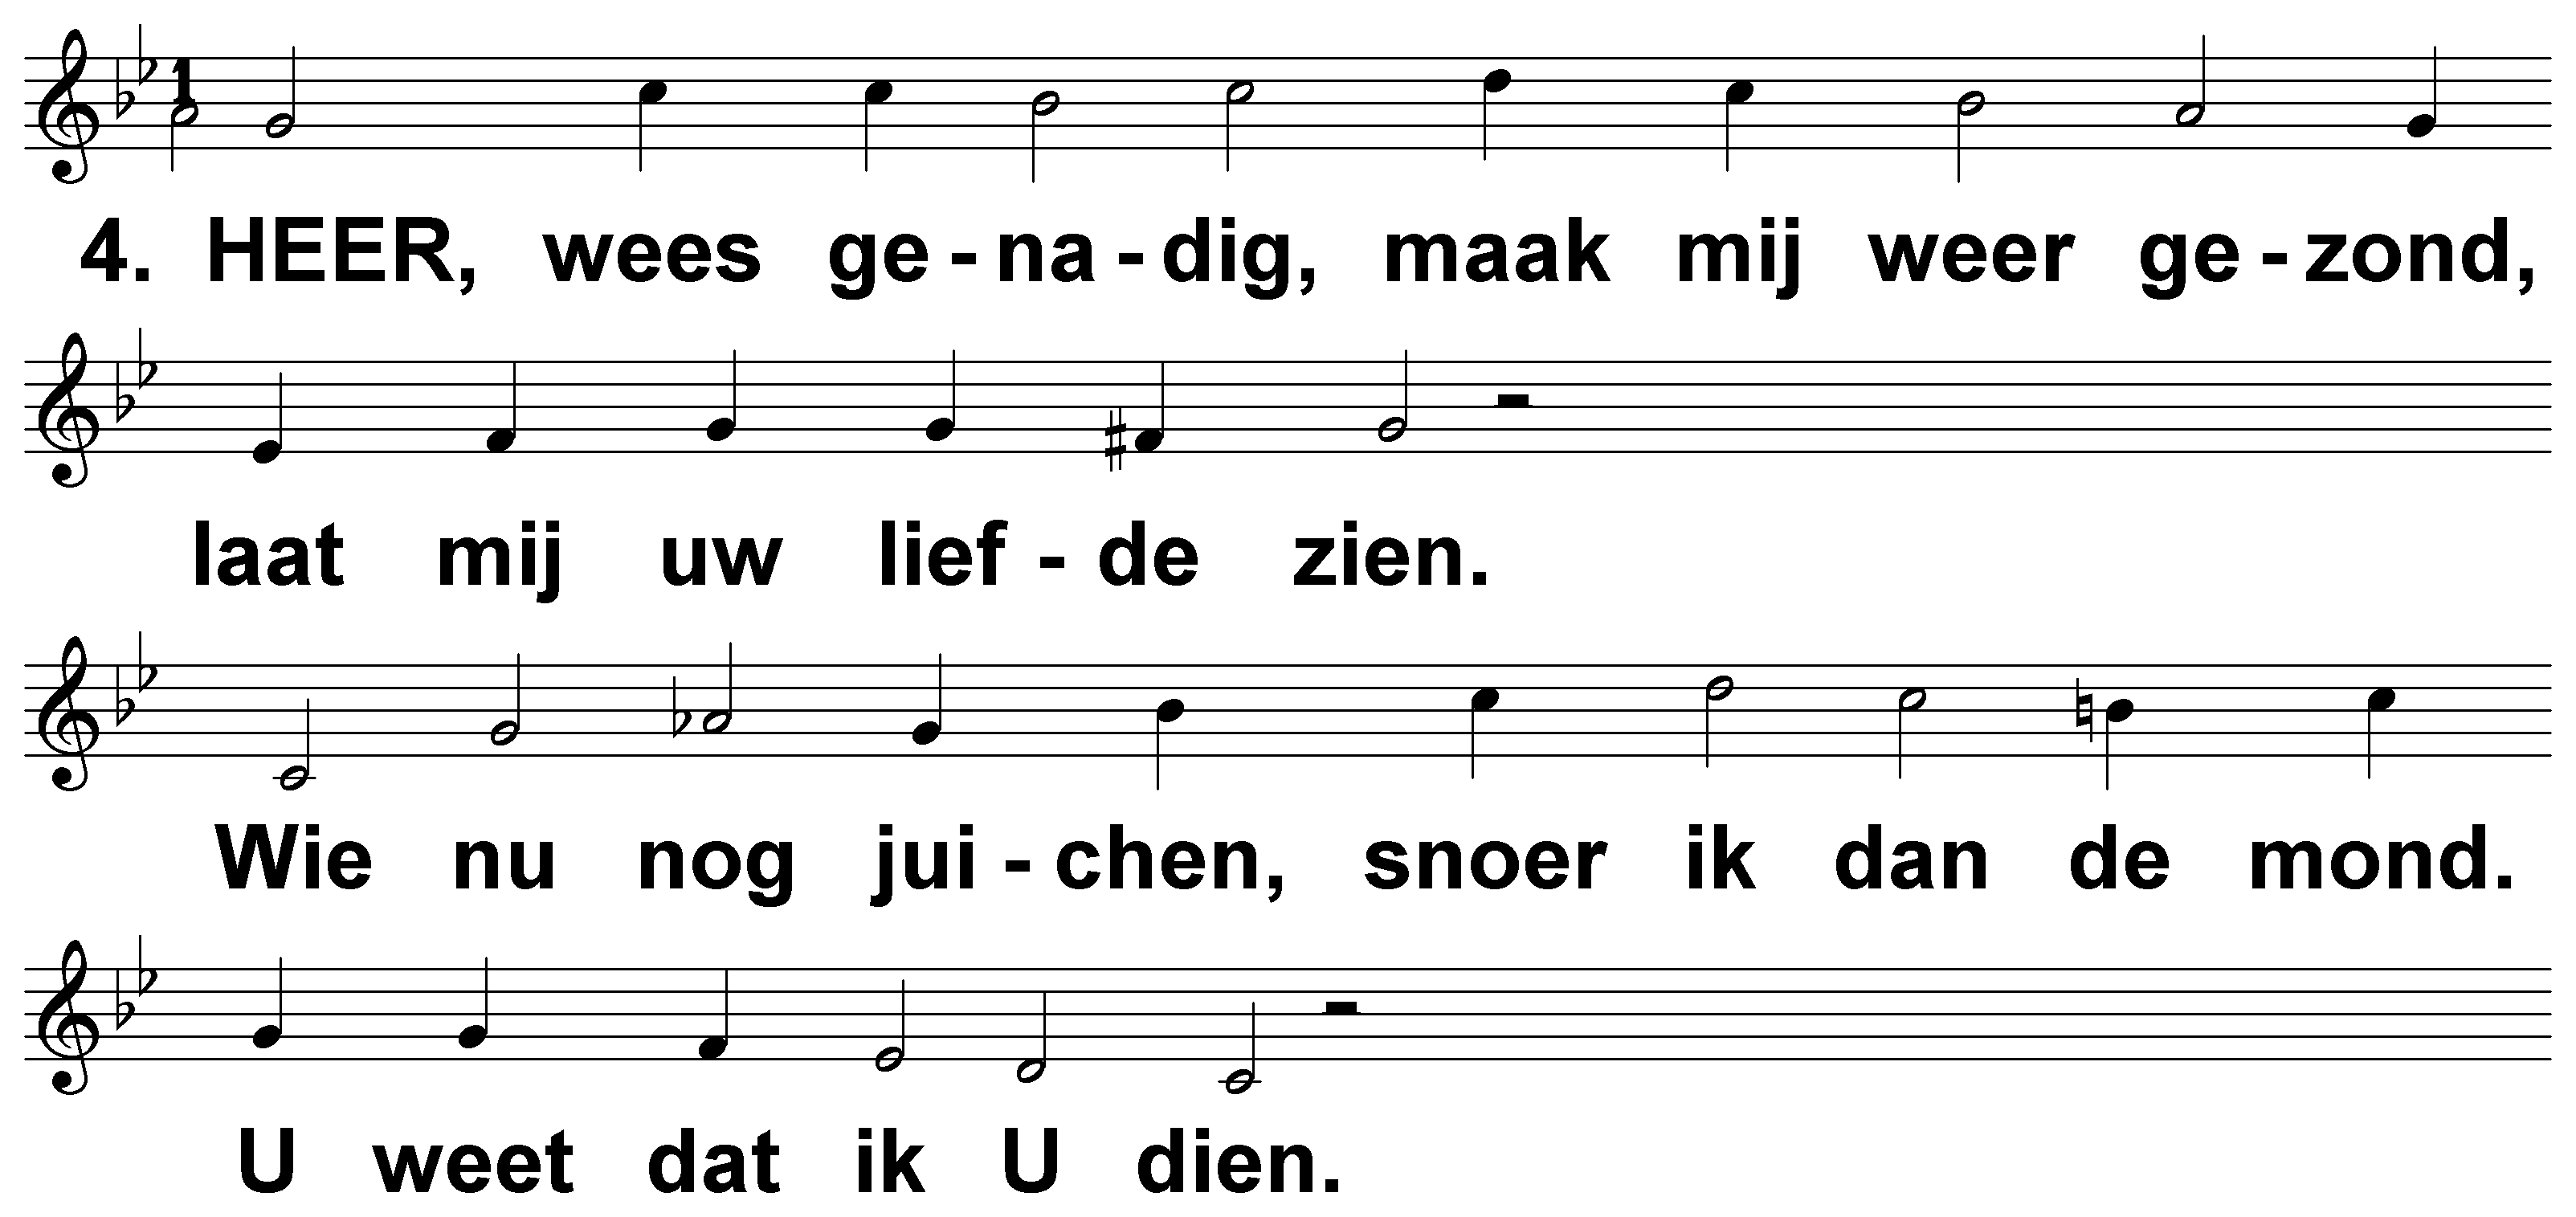 4. HEER, wees ge - na - dig, maak mij weer ge - zond,
laat mij uw lief - de zien.
Wie nu nog jui - chen, snoer ik dan de mond.
U weet dat ik U dien.